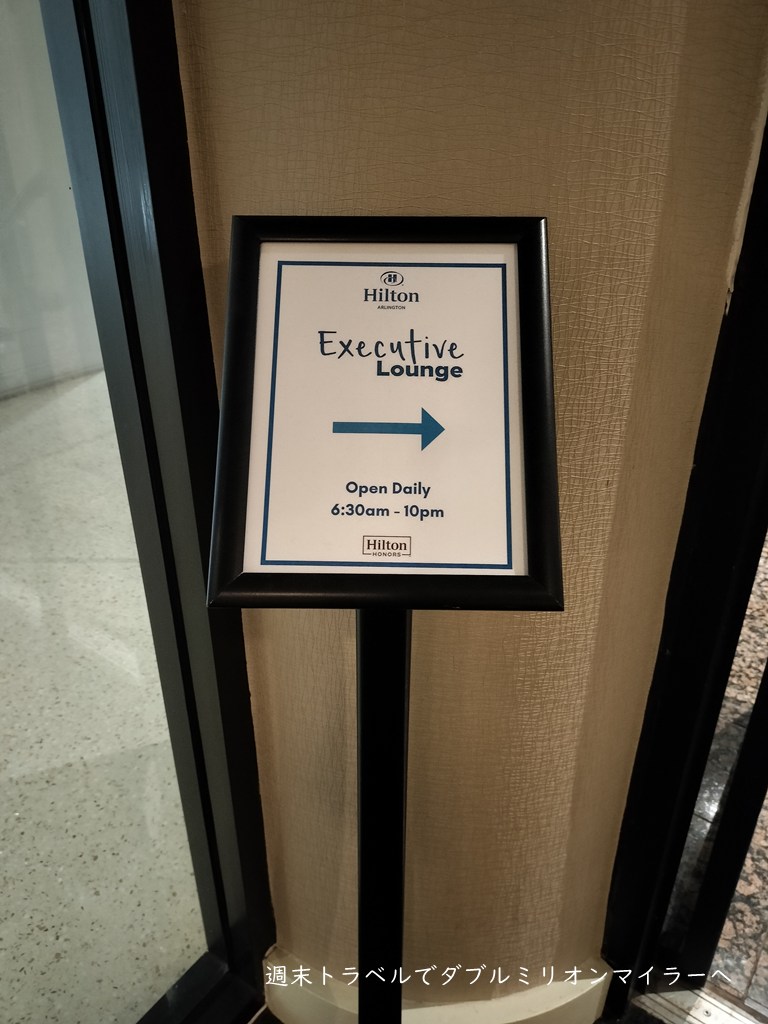 Hilton
ARLINGTON
Executive
Lounge
Open Daily
6:30am - 10pm
Hilton
HONORS
週末トラベルでダブルミリオンマイラーへ